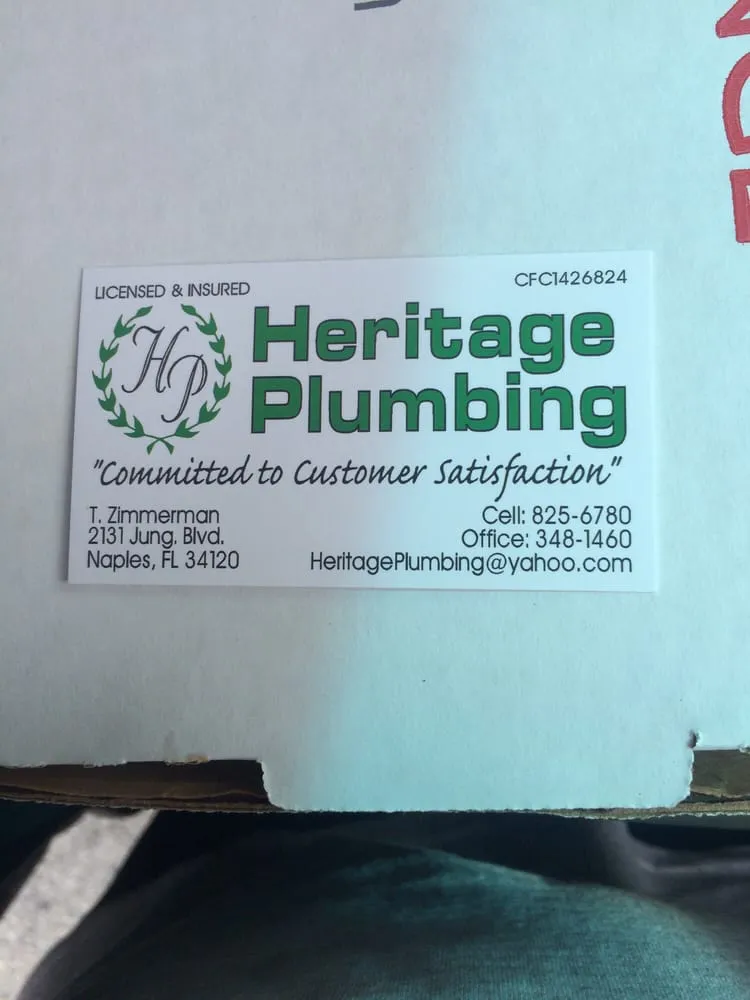 LICENSED & INSURED
CFC1426824
HP
Heritage
Plumbing
"Committed to Customer Satisfaction"
T. Zimmerman
2131 Jung. Blvd.
Naples, FL 34120
Cell: 825-6780
Office: 348-1460
HeritagePlumbing@yahoo.com